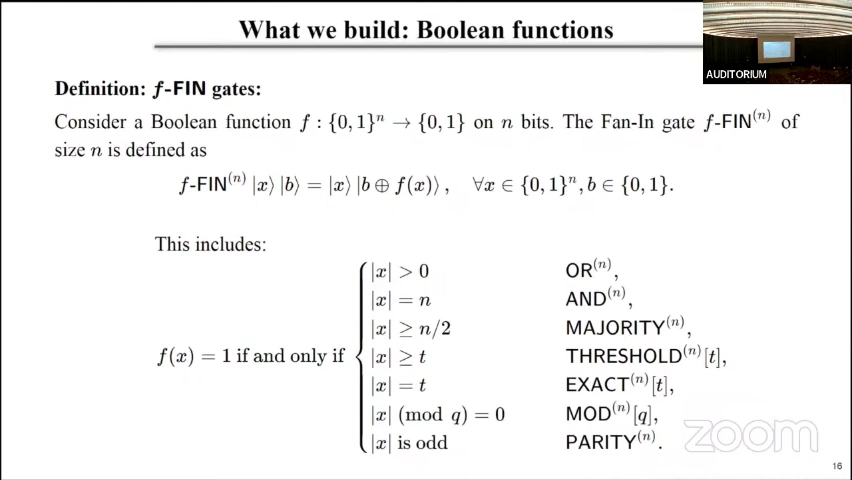 What we build: Boolean functions
AUDITORIUM
Definition: f-FIN gates:
Consider a Boolean function f : {0, 1}ⁿ → {0, 1} on n bits. The Fan-In gate f-FIN⁽ⁿ⁾ of
size n is defined as
f-FIN⁽ⁿ⁾ |x⟩ |b⟩ = |x⟩ |b ⊕ f(x)⟩ , ∀x ∈ {0, 1}ⁿ, b ∈ {0, 1}.
This includes:
|x| > 0 OR⁽ⁿ⁾,
|x| = n AND⁽ⁿ⁾,
|x| ≥ n/2 MAJORITY⁽ⁿ⁾,
f(x) = 1 if and only if { |x| ≥ t THRESHOLD⁽ⁿ⁾[t],
|x| = t EXACT⁽ⁿ⁾[t],
|x| (mod q) = 0 MOD⁽ⁿ⁾[q],
|x| is odd PARITY⁽ⁿ⁾.
zoom
16